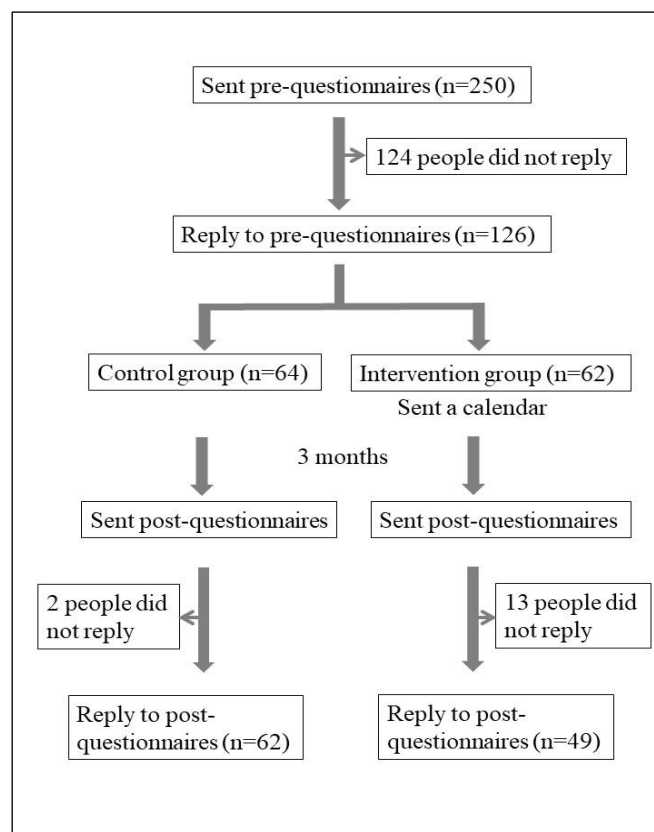 Sent pre-questionnaires (n=250)
124 people did not reply
Reply to pre-questionnaires (n=126)
Control group (n=64)
Intervention group (n=62)
Sent a calendar
3 months
Sent post-questionnaires
Sent post-questionnaires
2 people did
not reply
13 people did
not reply
Reply to post-
questionnaires (n=62)
Reply to post-
questionnaires (n=49)